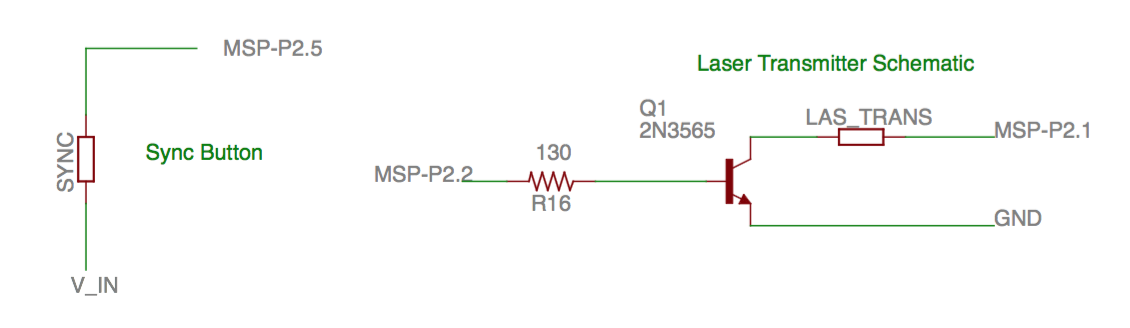 MSP-P2.5
SYNC
Sync Button
V_IN
Laser Transmitter Schematic
Q1
2N3565
LAS_TRANS
MSP-P2.1
130
MSP-P2.2
R16
GND